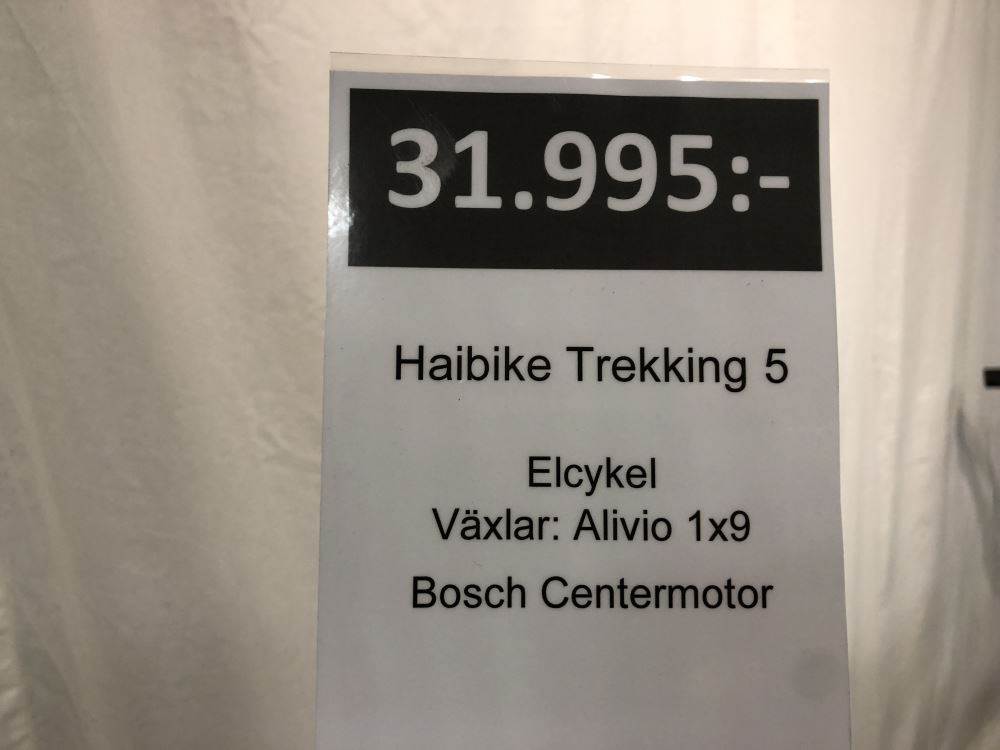 31.995:-
Haibike Trekking 5
Elcykel
Växlar: Alivio 1x9
Bosch Centermotor